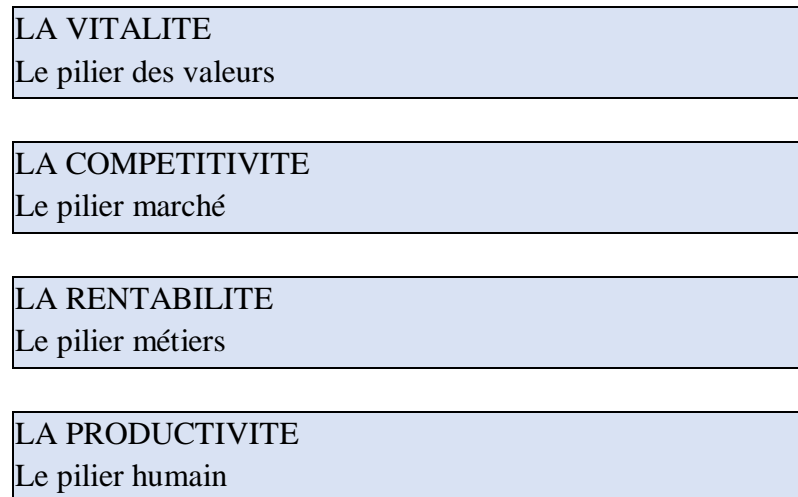 LA VITALITE
Le pilier des valeurs
LA COMPETITIVITE
Le pilier marché
LA RENTABILITE
Le pilier métiers
LA PRODUCTIVITE
Le pilier humain